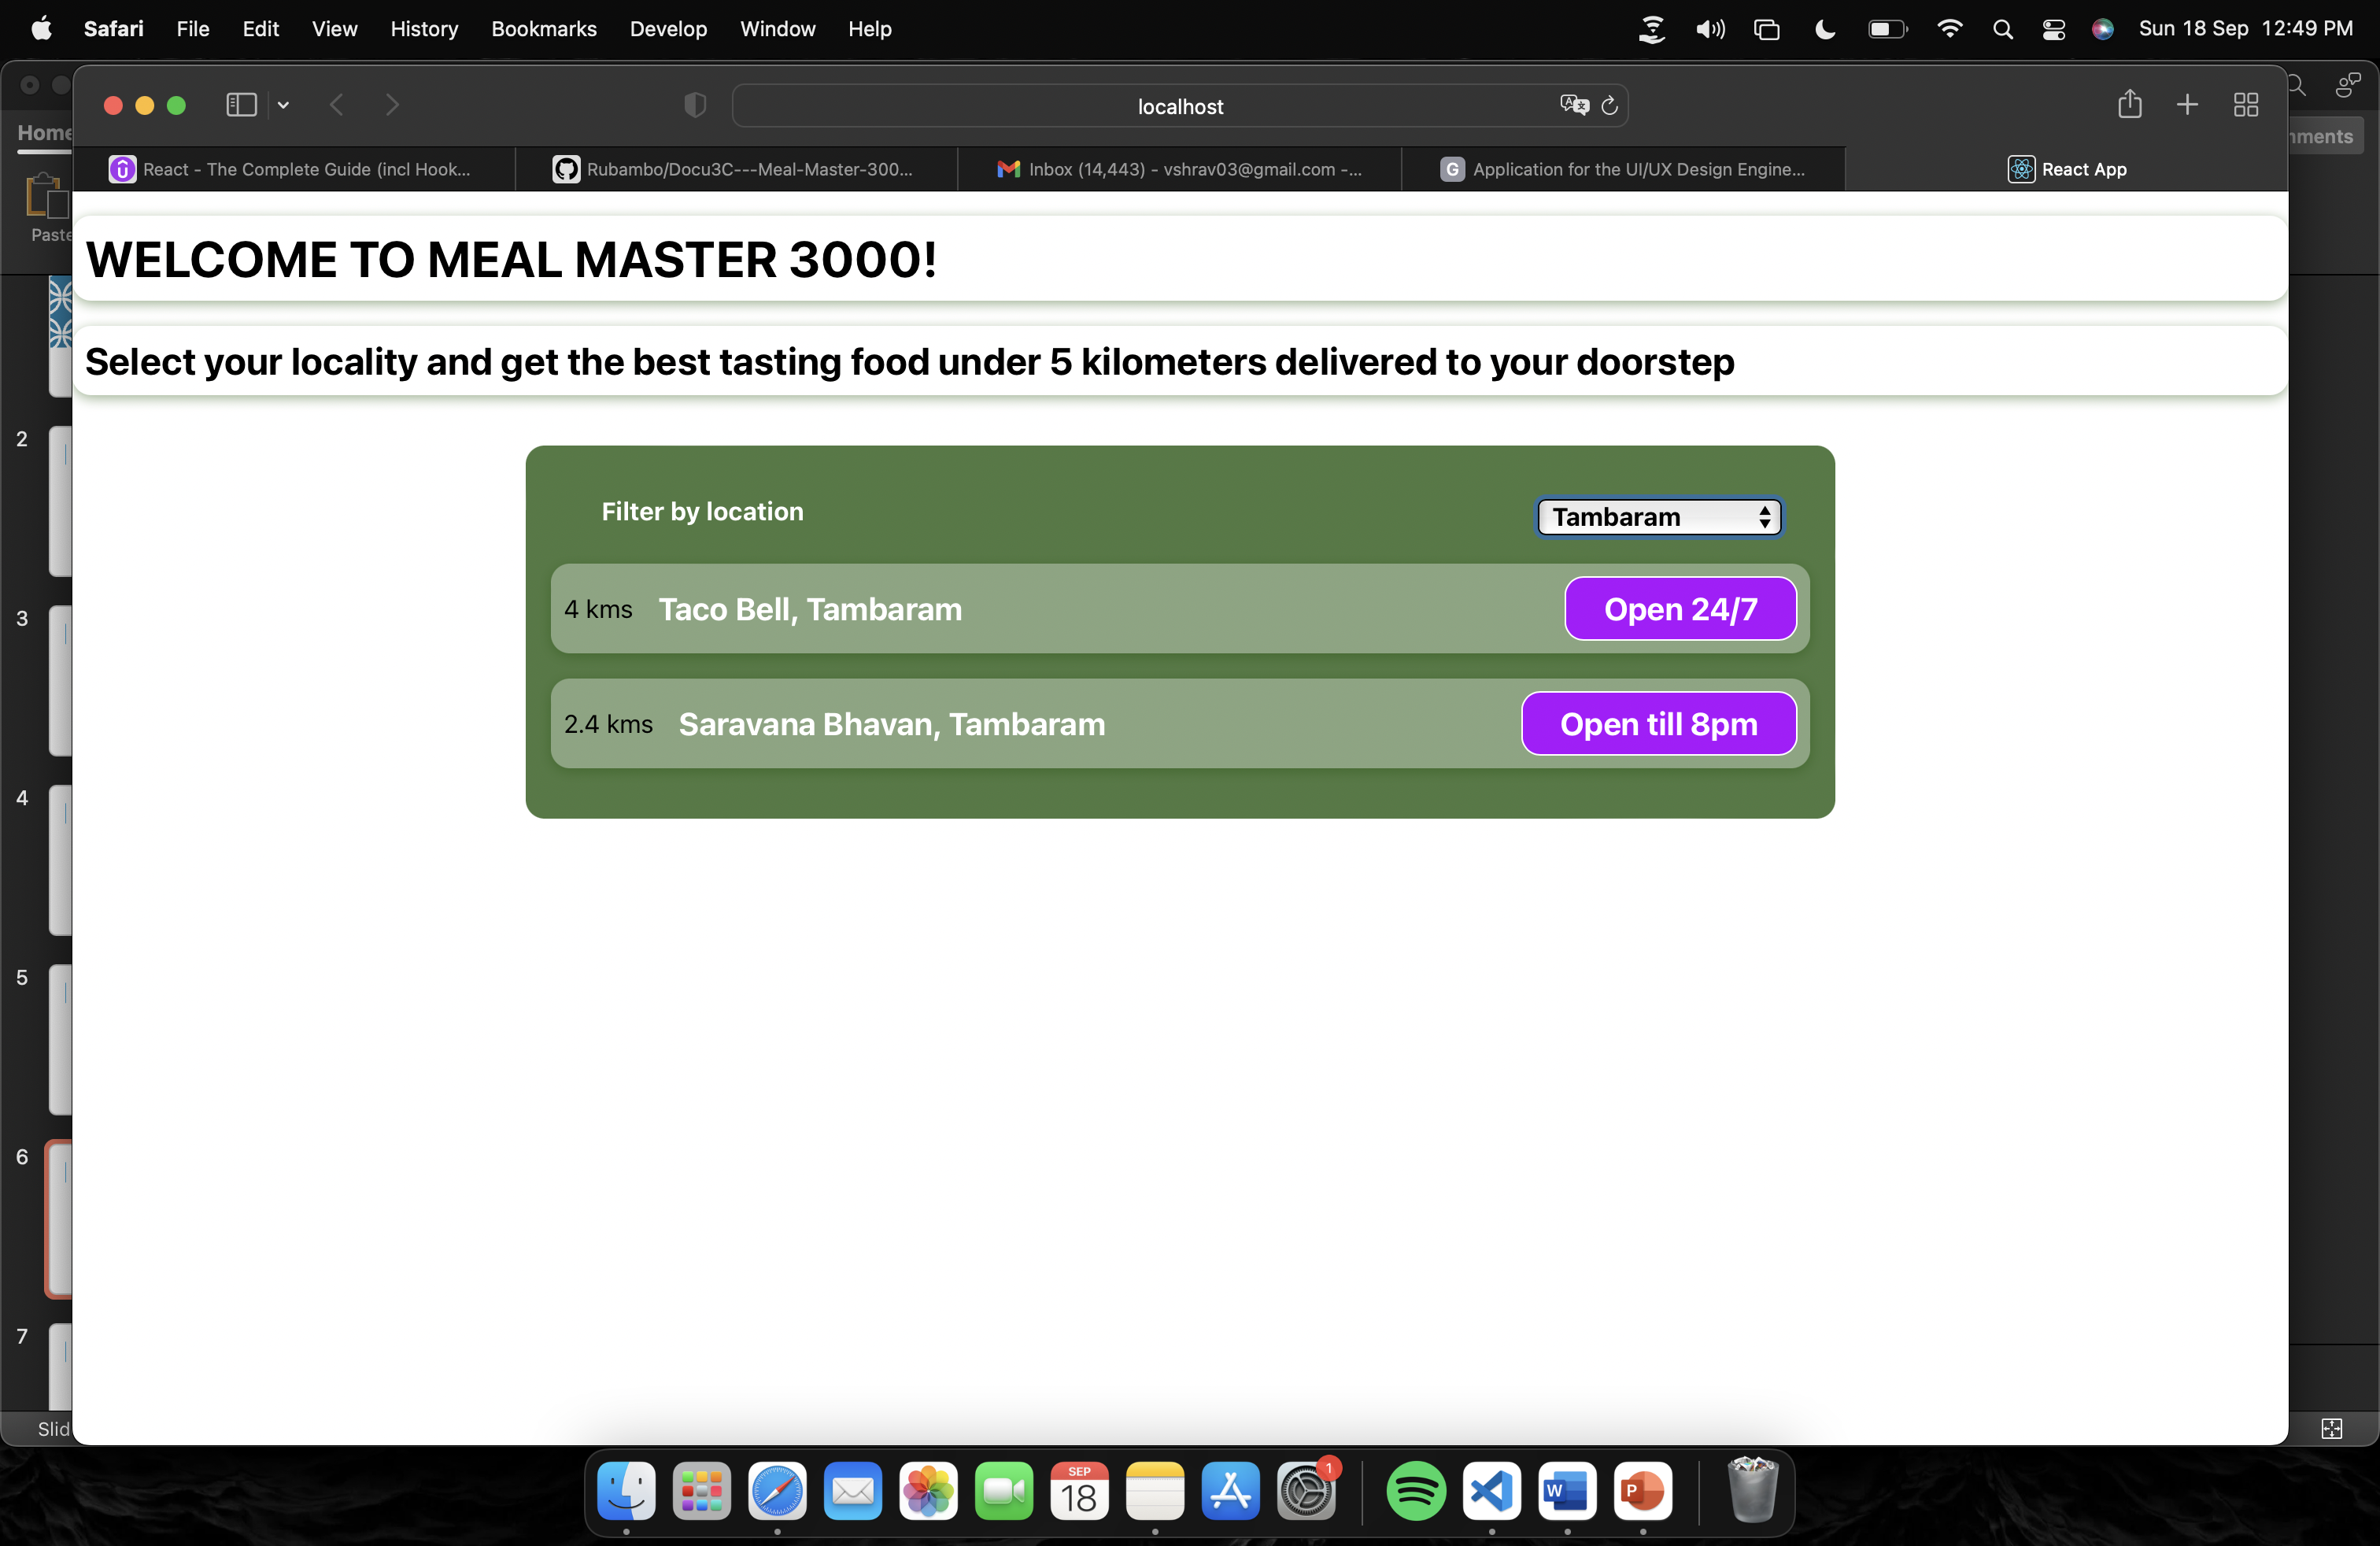 Safari File Edit View History Bookmarks Develop Window Help Sun 18 Sep 12:49 PM
localhost
Home
React - The Complete Guide (incl Hook...
Rubambo/Docu3C---Meal-Master-300...
Inbox (14,443) - vshrav03@gmail.com -...
G Application for the UI/UX Design Engine...
React App
Paste
WELCOME TO MEAL MASTER 3000!
Select your locality and get the best tasting food under 5 kilometers delivered to your doorstep
2
Filter by location
Tambaram
4 kms Taco Bell, Tambaram Open 24/7
3
2.4 kms Saravana Bhavan, Tambaram Open till 8pm
4
5
6
7
Slid
SEP
18
1
W
P